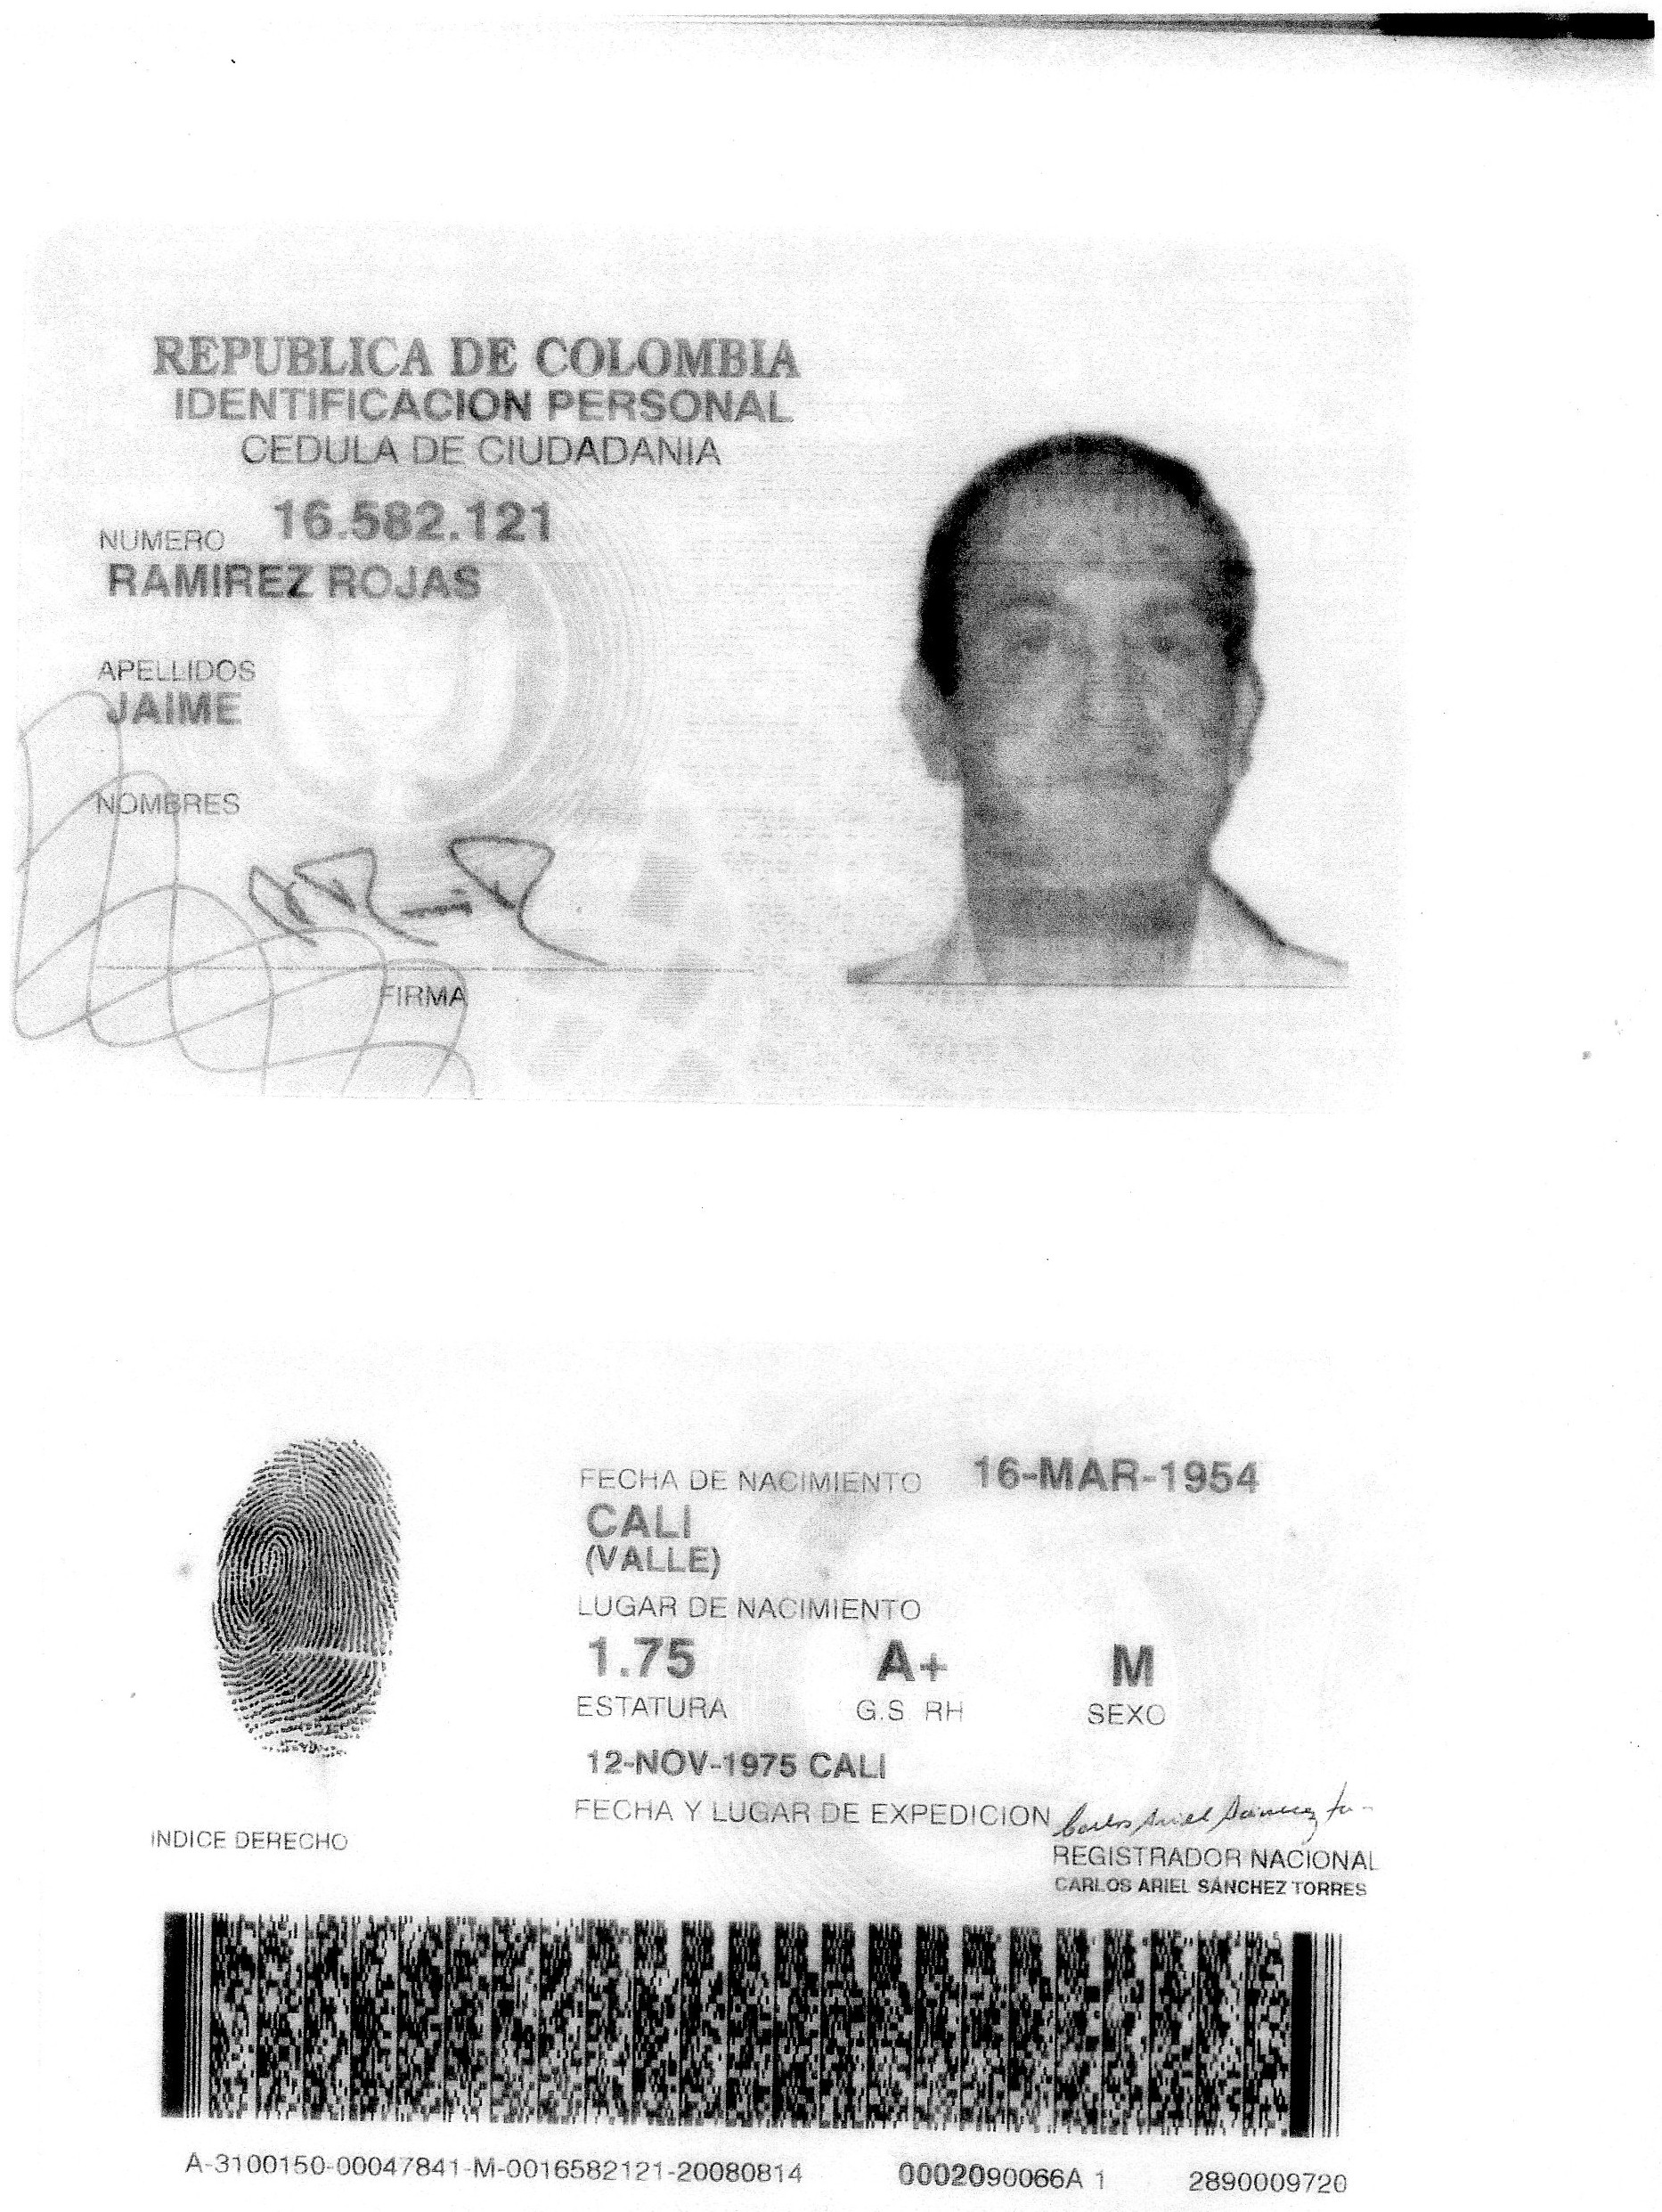 REPUBLICA DE COLOMBIA
IDENTIFICACION PERSONAL
CEDULA DE CIUDADANIA
NUMERO 16.582.121
RAMIREZ ROJAS
APELLIDOS
JAIME
NOMBRES
FIRMA
FECHA DE NACIMIENTO 16-MAR-1954
CALI
(VALLE)
LUGAR DE NACIMIENTO
1.75 A+ M
ESTATURA G.S. RH SEXO
12-NOV-1975 CALI
FECHA Y LUGAR DE EXPEDICION
INDICE DERECHO
REGISTRADOR NACIONAL
CARLOS ARIEL SÁNCHEZ TORRES
A-3100150-00047841-M-0016582121-20080814 0002090066A 1 2890009720